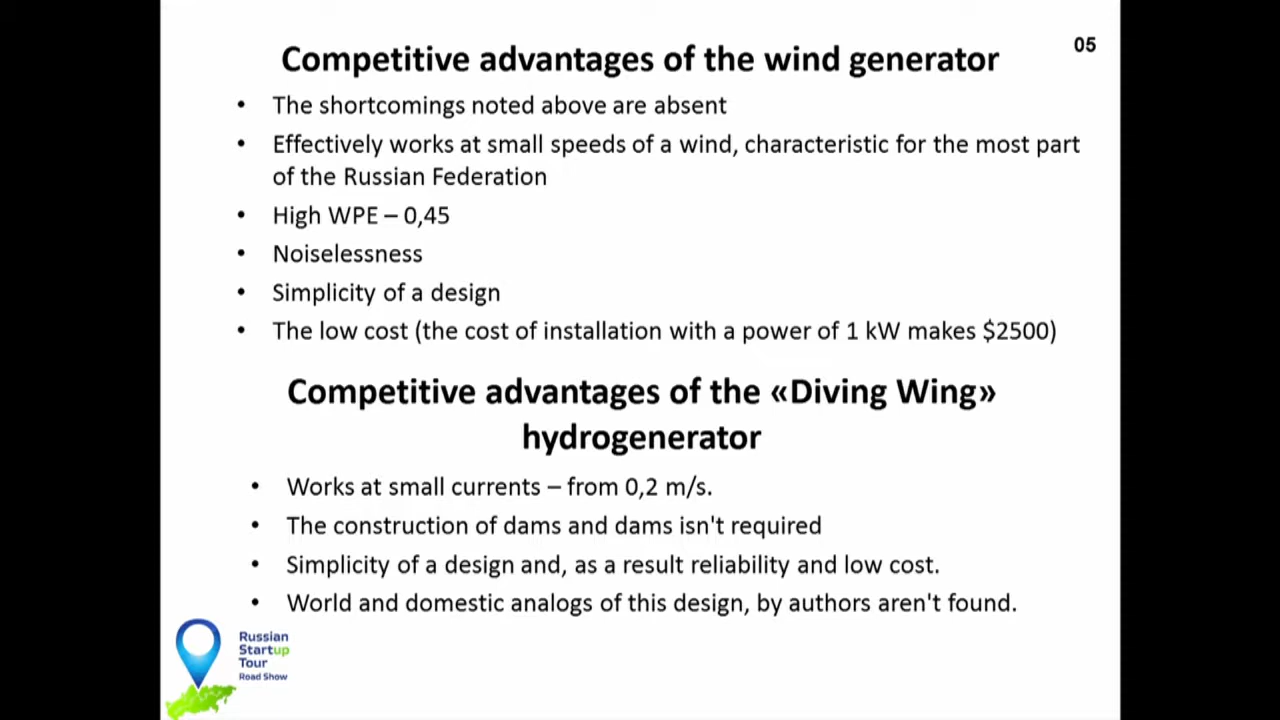 05
Competitive advantages of the wind generator
• The shortcomings noted above are absent
• Effectively works at small speeds of a wind, characteristic for the most part
of the Russian Federation
• High WPE – 0,45
• Noiselessness
• Simplicity of a design
• The low cost (the cost of installation with a power of 1 kW makes $2500)
Competitive advantages of the «Diving Wing»
hydrogenerator
• Works at small currents – from 0,2 m/s.
• The construction of dams and dams isn't required
• Simplicity of a design and, as a result reliability and low cost.
• World and domestic analogs of this design, by authors aren't found.
Russian
Startup
Tour
Road Show